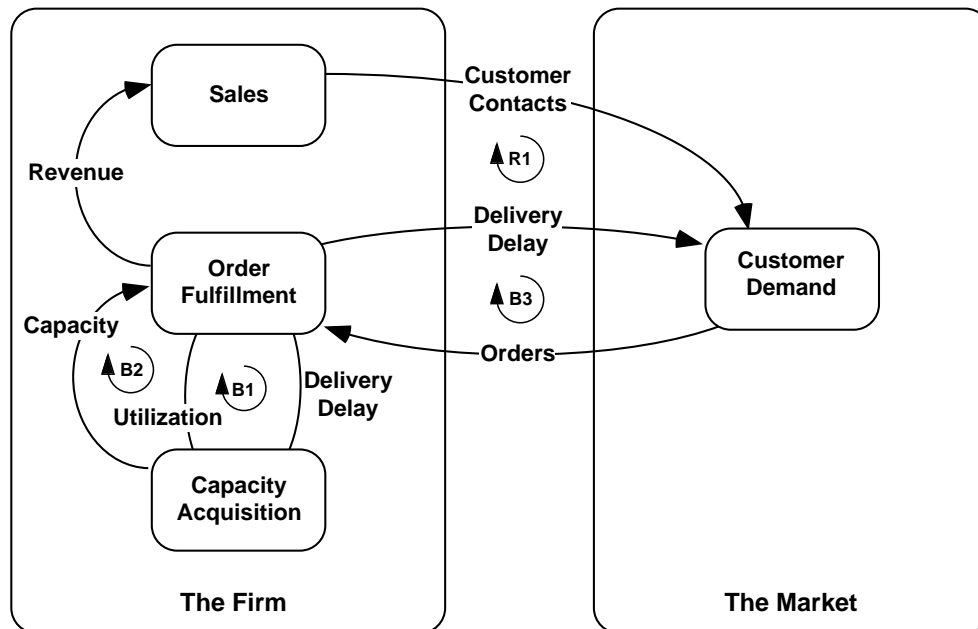 Sales
Customer
Contacts
R1
Revenue
Delivery
Delay
Order
Fulfillment
Customer
Demand
B3
Capacity
Orders
B2
B1
Delivery
Delay
Utilization
Capacity
Acquisition
The Firm
The Market